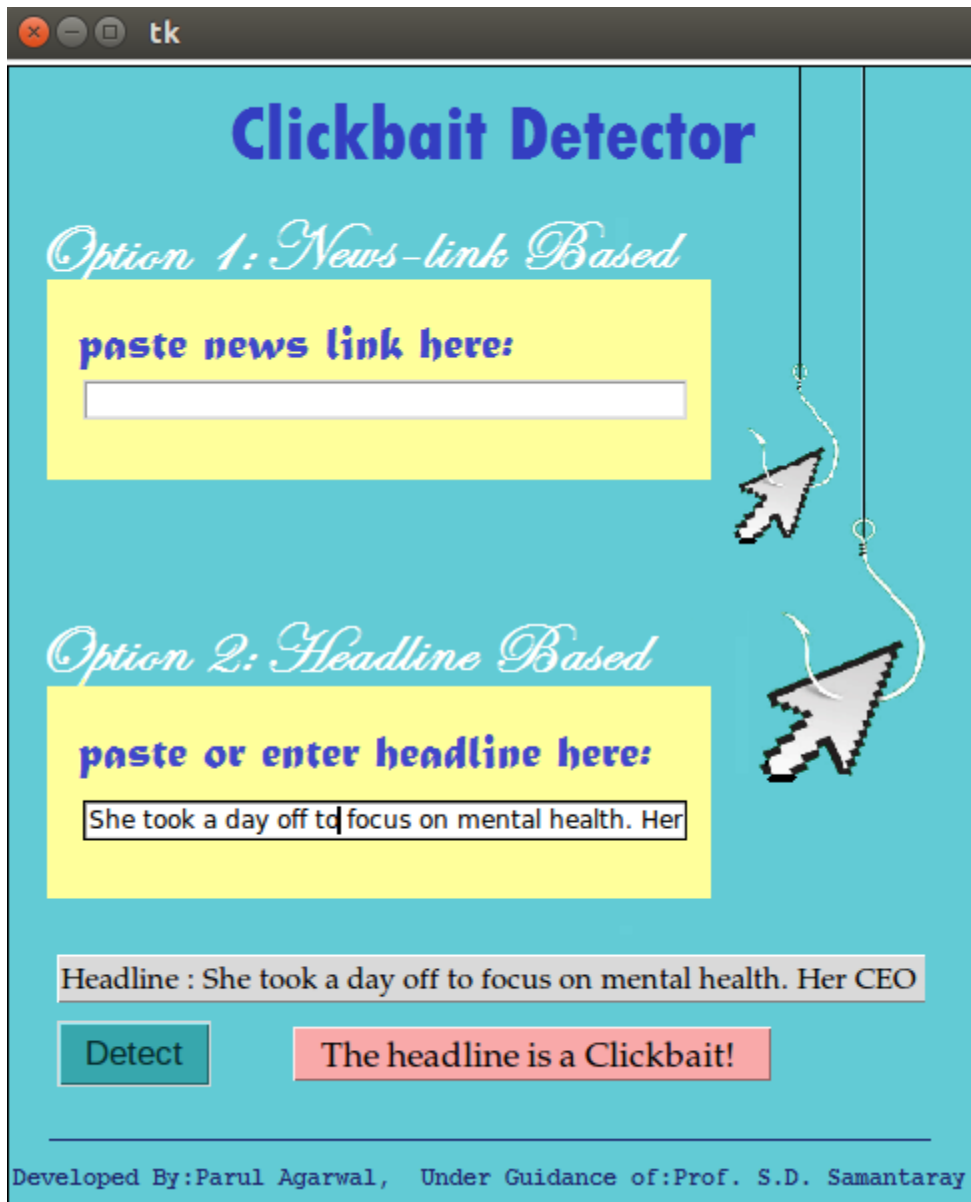 tk
Clickbait Detector
Option 1: News-link Based
paste news link here:
Option 2: Headline Based
paste or enter headline here:
She took a day off to focus on mental health. Her
Headline : She took a day off to focus on mental health. Her CEO
Detect
The headline is a Clickbait!
Developed By:Parul Agarwal, Under Guidance of:Prof. S.D. Samantaray